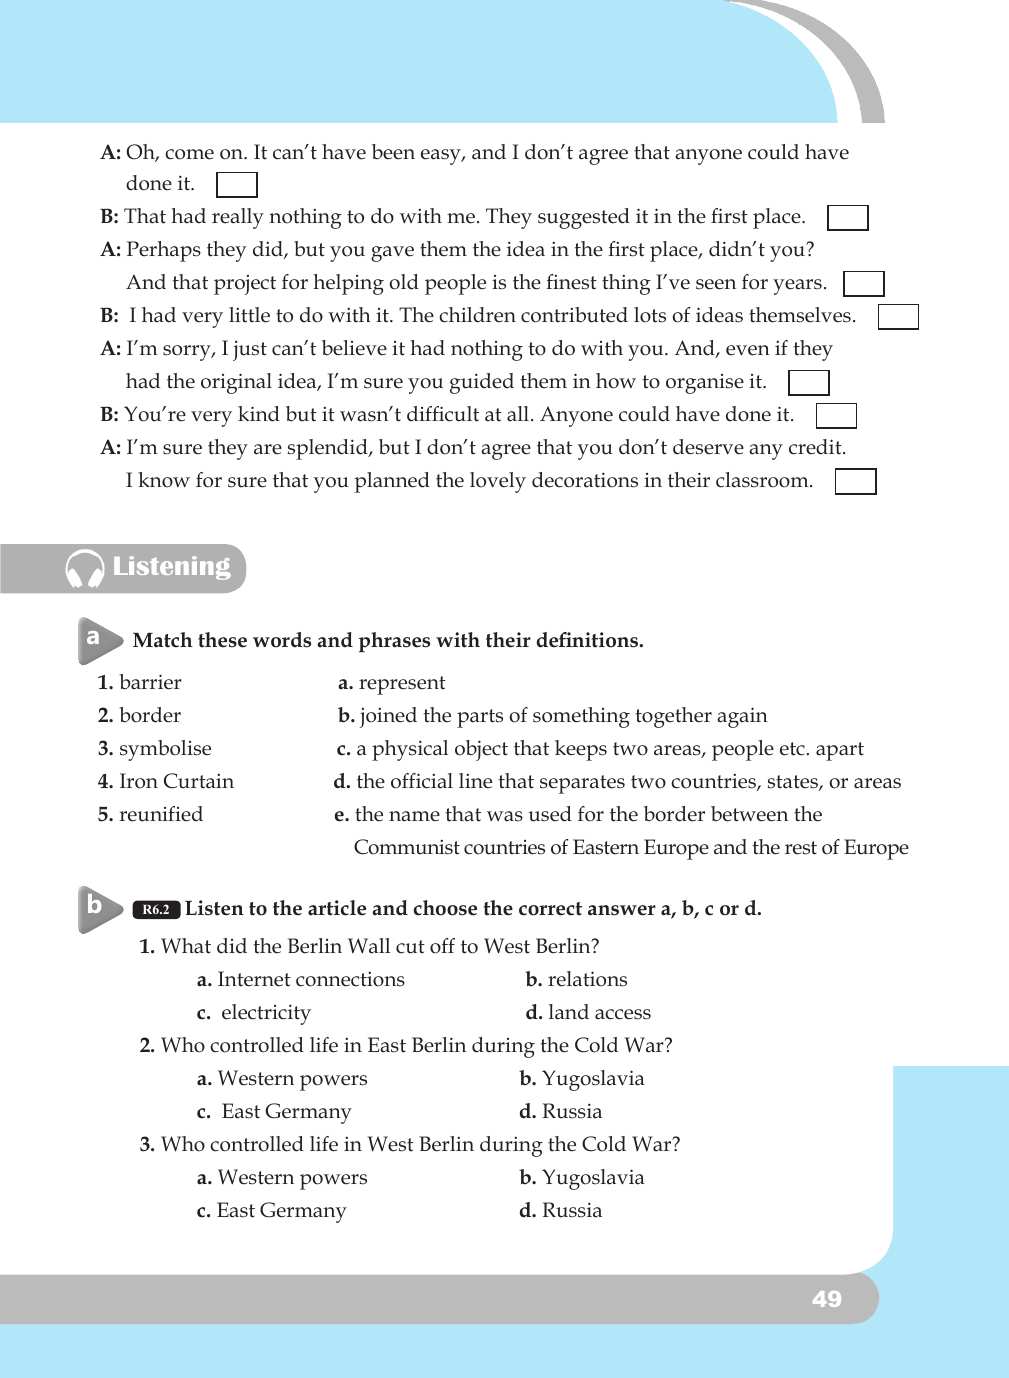 A: Oh, come on. It can’t have been easy, and I don’t agree that anyone could have
done it.
B: That had really nothing to do with me. They suggested it in the first place.
A: Perhaps they did, but you gave them the idea in the first place, didn’t you?
And that project for helping old people is the finest thing I’ve seen for years.
B: I had very little to do with it. The children contributed lots of ideas themselves.
A: I’m sorry, I just can’t believe it had nothing to do with you. And, even if they
had the original idea, I’m sure you guided them in how to organise it.
B: You’re very kind but it wasn’t difficult at all. Anyone could have done it.
A: I’m sure they are splendid, but I don’t agree that you don’t deserve any credit.
I know for sure that you planned the lovely decorations in their classroom.
Listening
a Match these words and phrases with their definitions.
1. barrier a. represent
2. border b. joined the parts of something together again
3. symbolise c. a physical object that keeps two areas, people etc. apart
4. Iron Curtain d. the official line that separates two countries, states, or areas
5. reunified e. the name that was used for the border between the
Communist countries of Eastern Europe and the rest of Europe
b R6.2 Listen to the article and choose the correct answer a, b, c or d.
1. What did the Berlin Wall cut off to West Berlin?
a. Internet connections b. relations
c. electricity d. land access
2. Who controlled life in East Berlin during the Cold War?
a. Western powers b. Yugoslavia
c. East Germany d. Russia
3. Who controlled life in West Berlin during the Cold War?
a. Western powers b. Yugoslavia
c. East Germany d. Russia
49